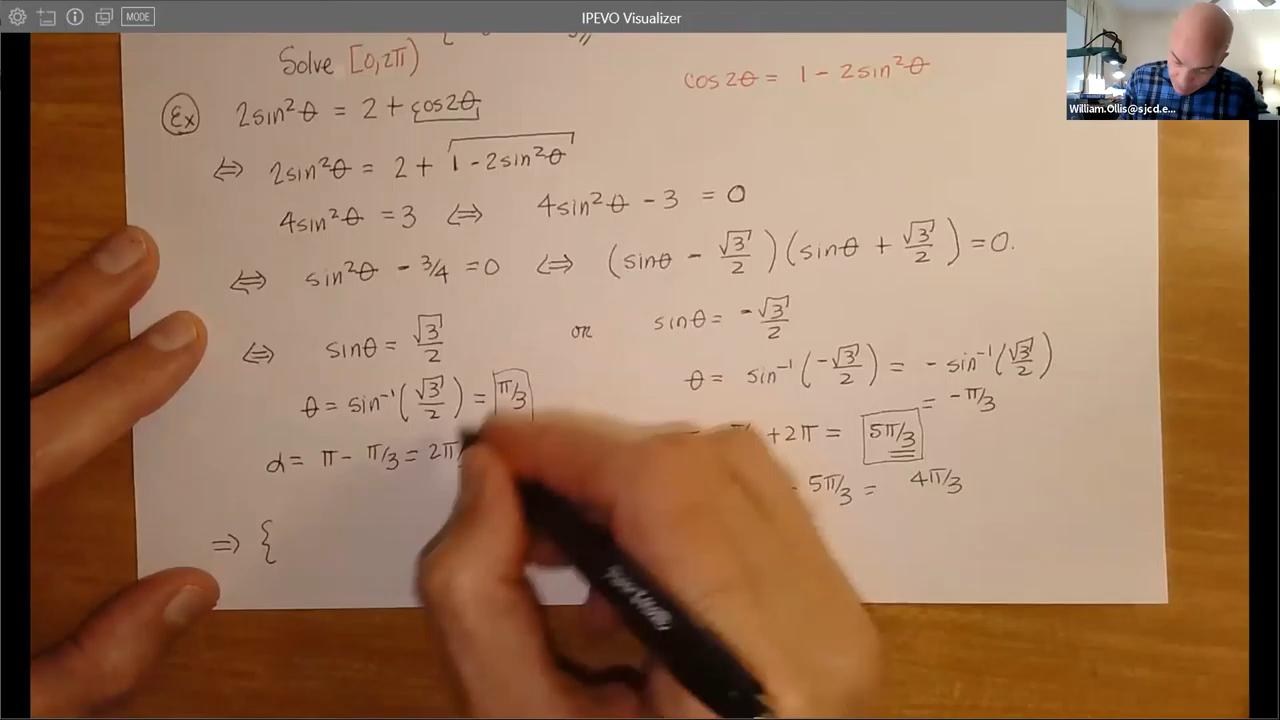 MODE
IPEVO Visualizer
William.Ollis@sjcd.e...
Solve [0,2π)
cos2θ = 1 - 2sin²θ
Ex 2sin²θ = 2 + cos2θ
⇔ 2sin²θ = 2 + 1 - 2sin²θ
4sin²θ = 3 ⇔ 4sin²θ - 3 = 0
⇔ sin²θ - 3/4 = 0 ⇔ (sinθ - √3/2)(sinθ + √3/2) = 0.
⇔ sinθ = √3/2 or sinθ = -√3/2
θ = sin⁻¹(√3/2) = π/3
θ = sin⁻¹(-√3/2) = - sin⁻¹(√3/2)
= -π/3
α = π - π/3 = 2π/
+2π = 5π/3
- 5π/3 = 4π/3
⇒ {